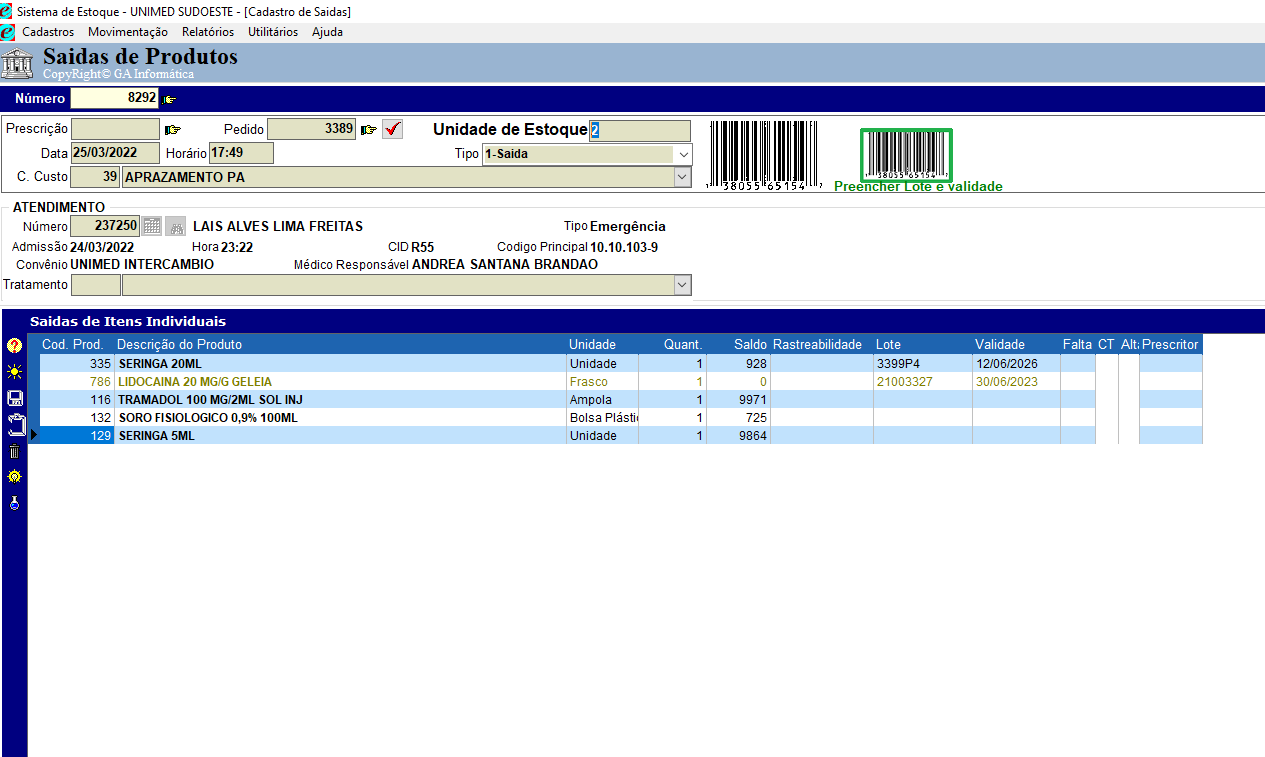 Sistema de Estoque - UNIMED SUDOESTE - [Cadastro de Saidas]
Cadastros Movimentação Relatórios Utilitários Ajuda
Saidas de Produtos
CopyRight© GA Informática
Número 8292
Prescrição Pedido 3389 Unidade de Estoque 2
Data 25/03/2022 Horário 17:49 Tipo 1-Saida
C. Custo 39 APRAZAMENTO PA
1 38055 65154 7
1 38055 65154 7
Preencher Lote e validade
ATENDIMENTO
Número 237250 LAIS ALVES LIMA FREITAS Tipo Emergência
Admissão 24/03/2022 Hora 23:22 CID R55 Codigo Principal 10.10.103-9
Convênio UNIMED INTERCAMBIO Médico Responsável ANDREA SANTANA BRANDAO
Tratamento
Saidas de Itens Individuais
Cod. Prod. Descrição do Produto Unidade Quant. Saldo Rastreabilidade Lote Validade Falta CT Alt Prescritor
335 SERINGA 20ML Unidade 1 928 3399P4 12/06/2026
786 LIDOCAINA 20 MG/G GELEIA Frasco 1 0 21003327 30/06/2023
116 TRAMADOL 100 MG/2ML SOL INJ Ampola 1 9971
132 SORO FISIOLOGICO 0,9% 100ML Bolsa Plásti 1 725
129 SERINGA 5ML Unidade 1 9864